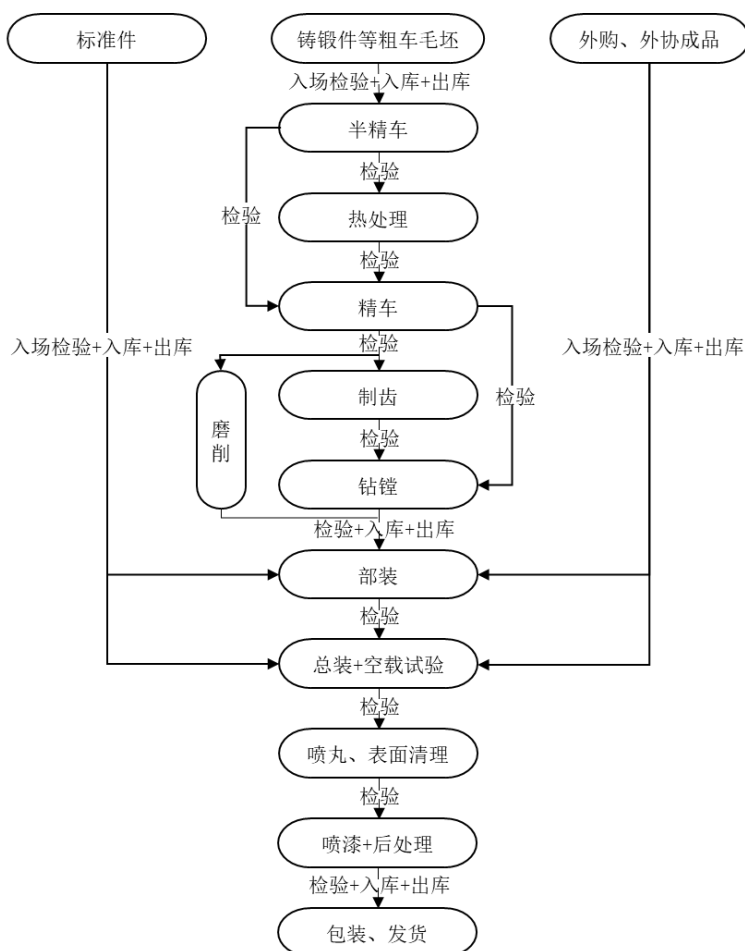 标准件
铸锻件等粗车毛坯
外购、外协成品
入场检验+入库+出库
半精车
检验
检验
热处理
检验
精车
入场检验+入库+出库
检验
入场检验+入库+出库
制齿
检验
磨削
检验
钻镗
检验+入库+出库
部装
检验
总装+空载试验
检验
喷丸、表面清理
检验
喷漆+后处理
检验+入库+出库
包装、发货